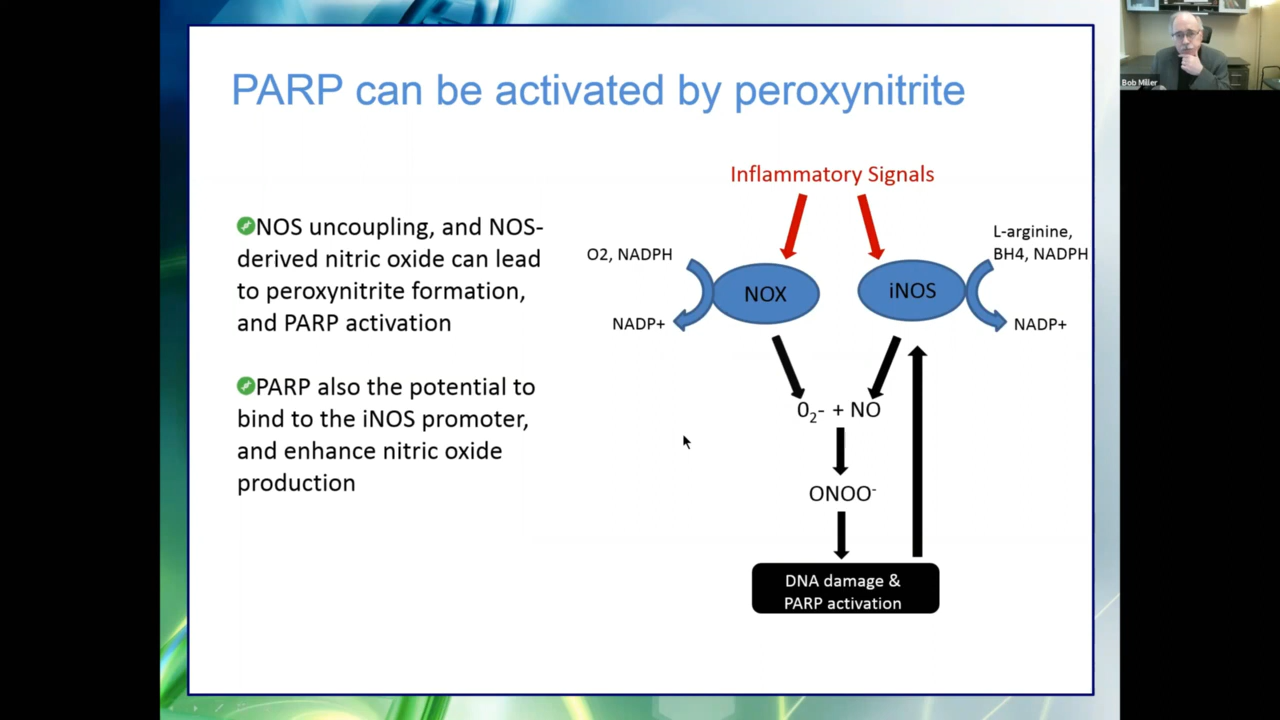 PARP can be activated by peroxynitrite
Bob Miller
NOS uncoupling, and NOS-
derived nitric oxide can lead
to peroxynitrite formation,
and PARP activation
PARP also the potential to
bind to the iNOS promoter,
and enhance nitric oxide
production
Inflammatory Signals
O2, NADPH
L-arginine,
BH4, NADPH
NOX
iNOS
NADP+
NADP+
0₂- + NO
ONOO⁻
DNA damage &
PARP activation